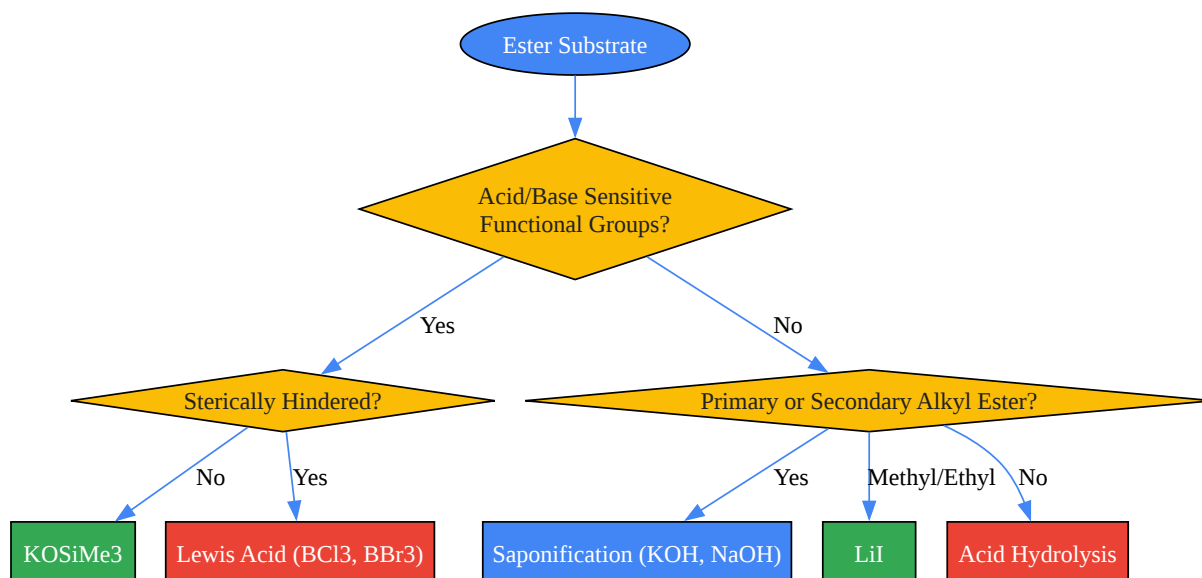 Ester Substrate
Acid/Base Sensitive
Functional Groups?
Yes
No
Sterically Hindered?
Primary or Secondary Alkyl Ester?
No
Yes
Yes
Methyl/Ethyl
No
KOSiMe3
Lewis Acid (BCl3, BBr3)
Saponification (KOH, NaOH)
LiI
Acid Hydrolysis